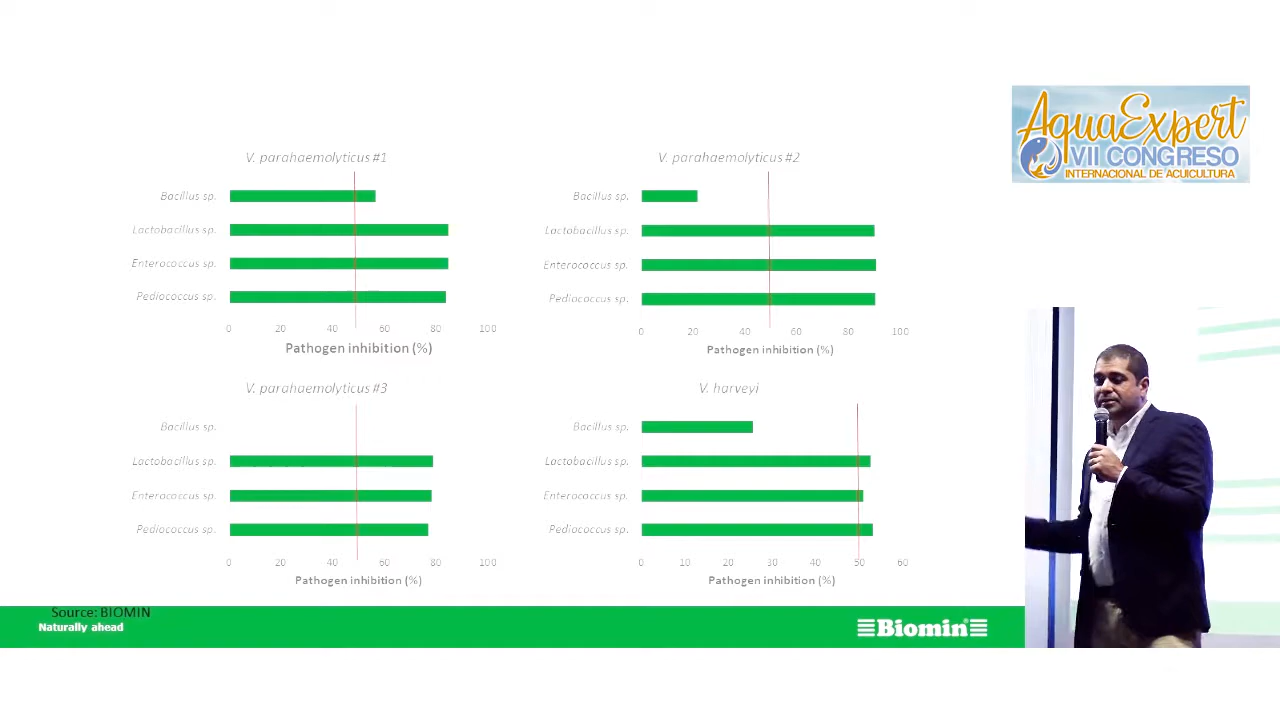 V. parahaemolyticus #1
Bacillus sp.
Lactobacillus sp.
Enterococcus sp.
Pediococcus sp.
0 20 40 60 80 100
Pathogen inhibition (%)
V. parahaemolyticus #2
Bacillus sp.
Lactobacillus sp.
Enterococcus sp.
Pediococcus sp.
0 20 40 60 80 100
Pathogen inhibition (%)
V. parahaemolyticus #3
Bacillus sp.
Lactobacillus sp.
Enterococcus sp.
Pediococcus sp.
0 20 40 60 80 100
Pathogen inhibition (%)
V. harveyi
Bacillus sp.
Lactobacillus sp.
Enterococcus sp.
Pediococcus sp.
0 10 20 30 40 50 60
Pathogen inhibition (%)
Source: BIOMIN
Naturally ahead
Biomin®
AquaExpert
VII CONGRESO
INTERNACIONAL DE ACUICULTURA